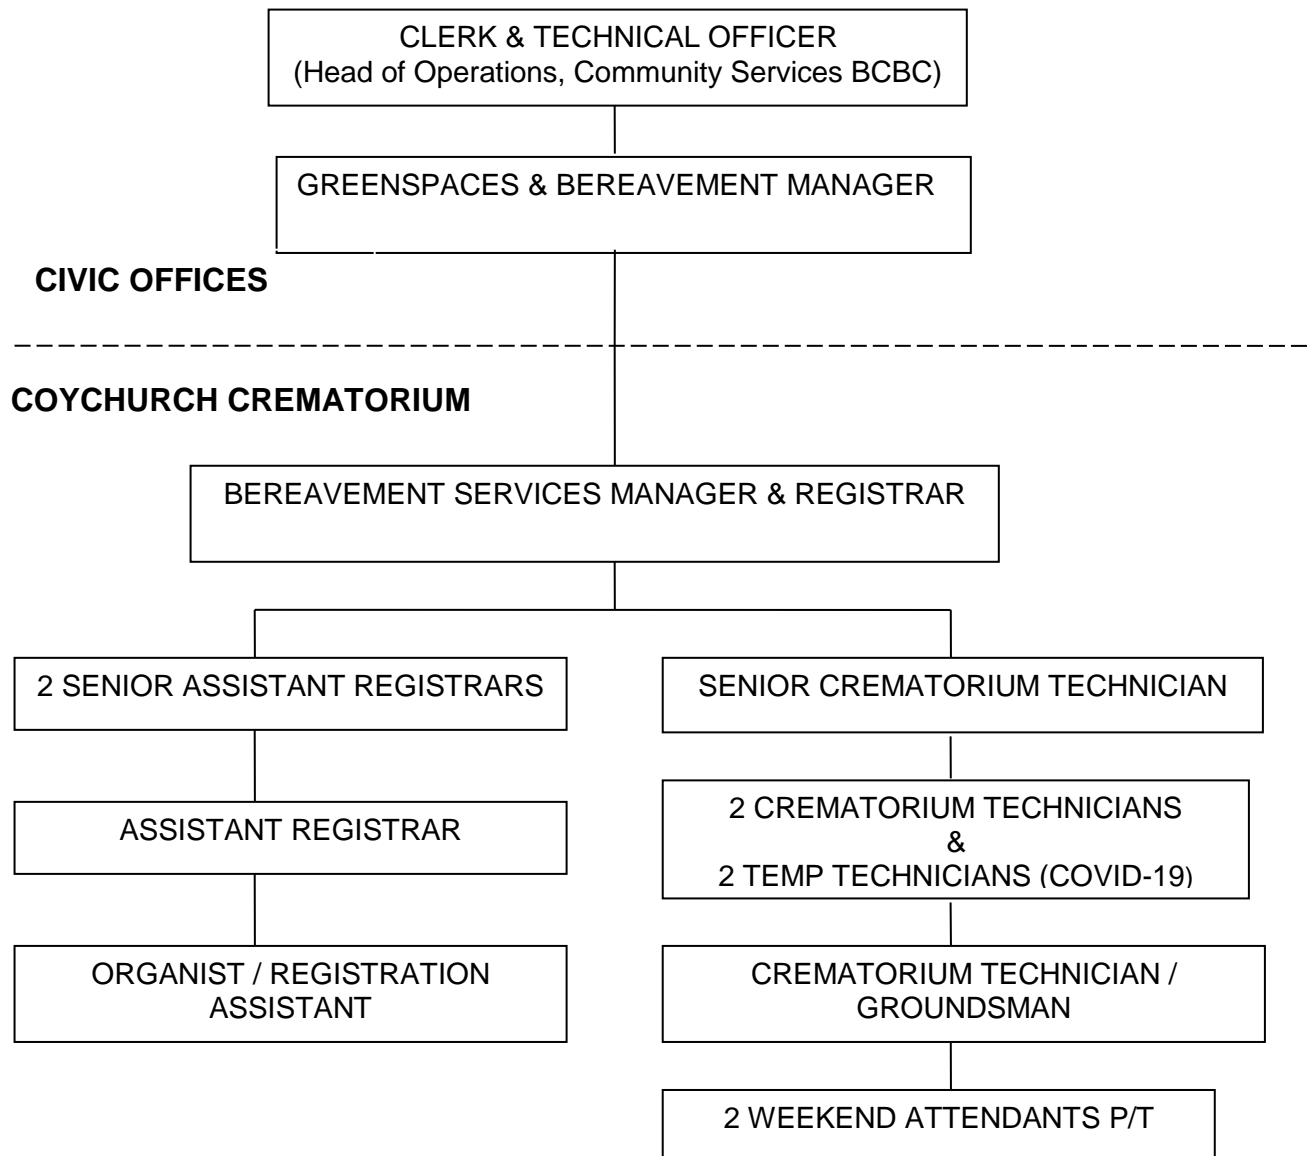 CLERK & TECHNICAL OFFICER
(Head of Operations, Community Services BCBC)
GREENSPACES & BEREAVEMENT MANAGER
CIVIC OFFICES
COYCHURCH CREMATORIUM
BEREAVEMENT SERVICES MANAGER & REGISTRAR
2 SENIOR ASSISTANT REGISTRARS
ASSISTANT REGISTRAR
ORGANIST / REGISTRATION
ASSISTANT
SENIOR CREMATORIUM TECHNICIAN
2 CREMATORIUM TECHNICIANS
&
2 TEMP TECHNICIANS (COVID-19)
CREMATORIUM TECHNICIAN /
GROUNDSMAN
2 WEEKEND ATTENDANTS P/T